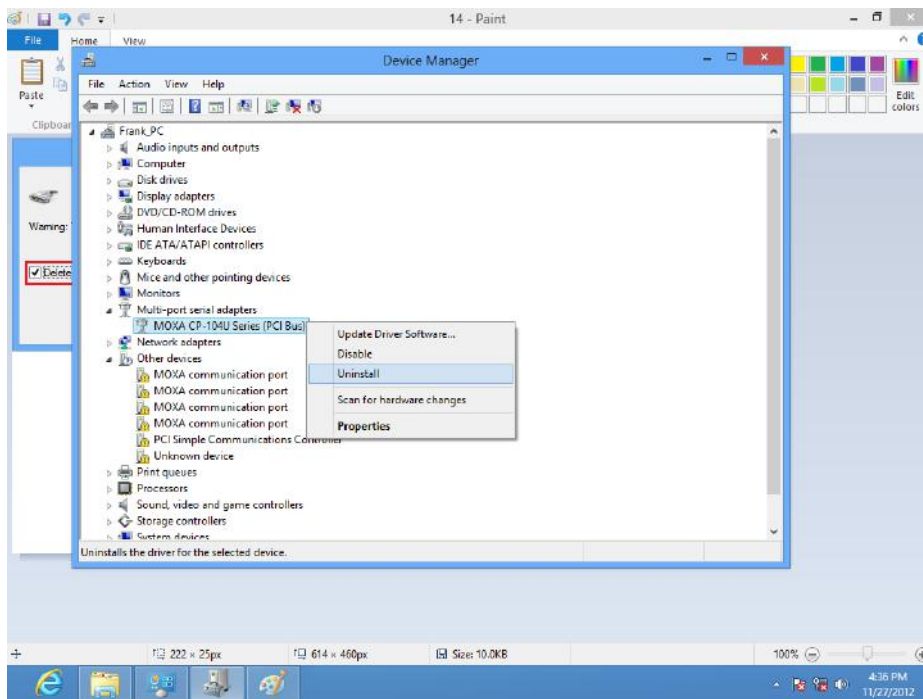 14 - Paint
File Home View
Paste
Clipboar
Edit
colors
Device Manager
File Action View Help
Frank_PC
Audio inputs and outputs
Computer
Disk drives
Display adapters
DVD/CD-ROM drives
Human Interface Devices
IDE ATA/ATAPI controllers
Keyboards
Mice and other pointing devices
Monitors
Multi-port serial adapters
MOXA CP-104U Series (PCI Bus)
Network adapters
Other devices
MOXA communication port
MOXA communication port
MOXA communication port
MOXA communication port
PCI Simple Communications Controller
Unknown device
Print queues
Processors
Sound, video and game controllers
Storage controllers
System devices
Update Driver Software...
Disable
Uninstall
Scan for hardware changes
Properties
Uninstalls the driver for the selected device.
Warning:
Delete
222 × 25px 614 × 460px Size: 10.0KB 100%
4:36 PM
11/27/2012